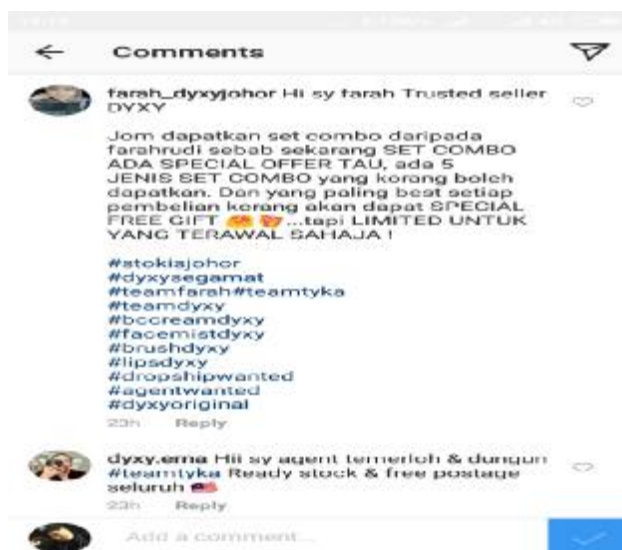 Comments
farah_dyxyjohor Hi sy farah Trusted seller
DYXY
Jom dapatkan set combo daripada
farahrudi sebab sekarang SET COMBO
ADA SPECIAL OFFER TAU, ada 5
JENIS SET COMBO yang korang boleh
dapatkan. Dan yang paling best setiap
pembelian korang akan dapat SPECIAL
FREE GIFT ...tapi LIMITED UNTUK
YANG TERAWAL SAHAJA !
#stokisjohor
#dyxysegamat
#teamfarah#teamtyka
#teamdyxy
#bccreamdyxy
#facemistdyxy
#brushdyxy
#lipsdyxy
#dropshipwanted
#agentwanted
#dyxyoriginal
23h Reply
dyxy.erna Hii sy agent temerloh & dungun
#teamtyka Ready stock & free postage
seluruh
23h Reply
Add a comment...